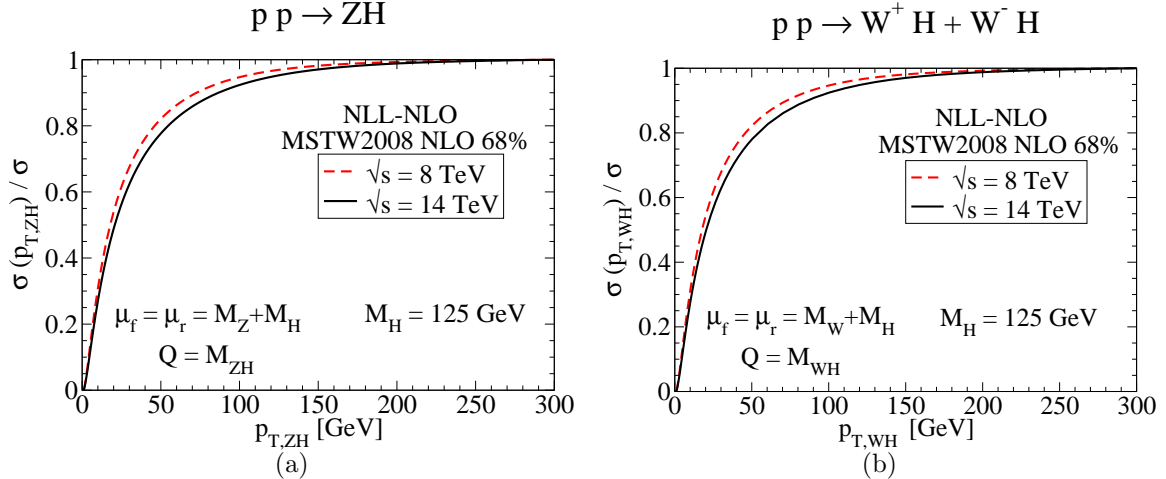 p p → ZH
σ (p_T,ZH) / σ
1
0.8
0.6
0.4
0.2
0
NLL-NLO
MSTW2008 NLO 68%
√s = 8 TeV
√s = 14 TeV
μ_f = μ_r = M_Z+M_H
M_H = 125 GeV
Q = M_ZH
0 50 100 150 200 250 300
p_T,ZH [GeV]
(a)
p p → W⁺ H + W⁻ H
σ (p_T,WH) / σ
1
0.8
0.6
0.4
0.2
0
NLL-NLO
MSTW2008 NLO 68%
√s = 8 TeV
√s = 14 TeV
μ_f = μ_r = M_W+M_H
M_H = 125 GeV
Q = M_WH
0 50 100 150 200 250 300
p_T,WH [GeV]
(b)